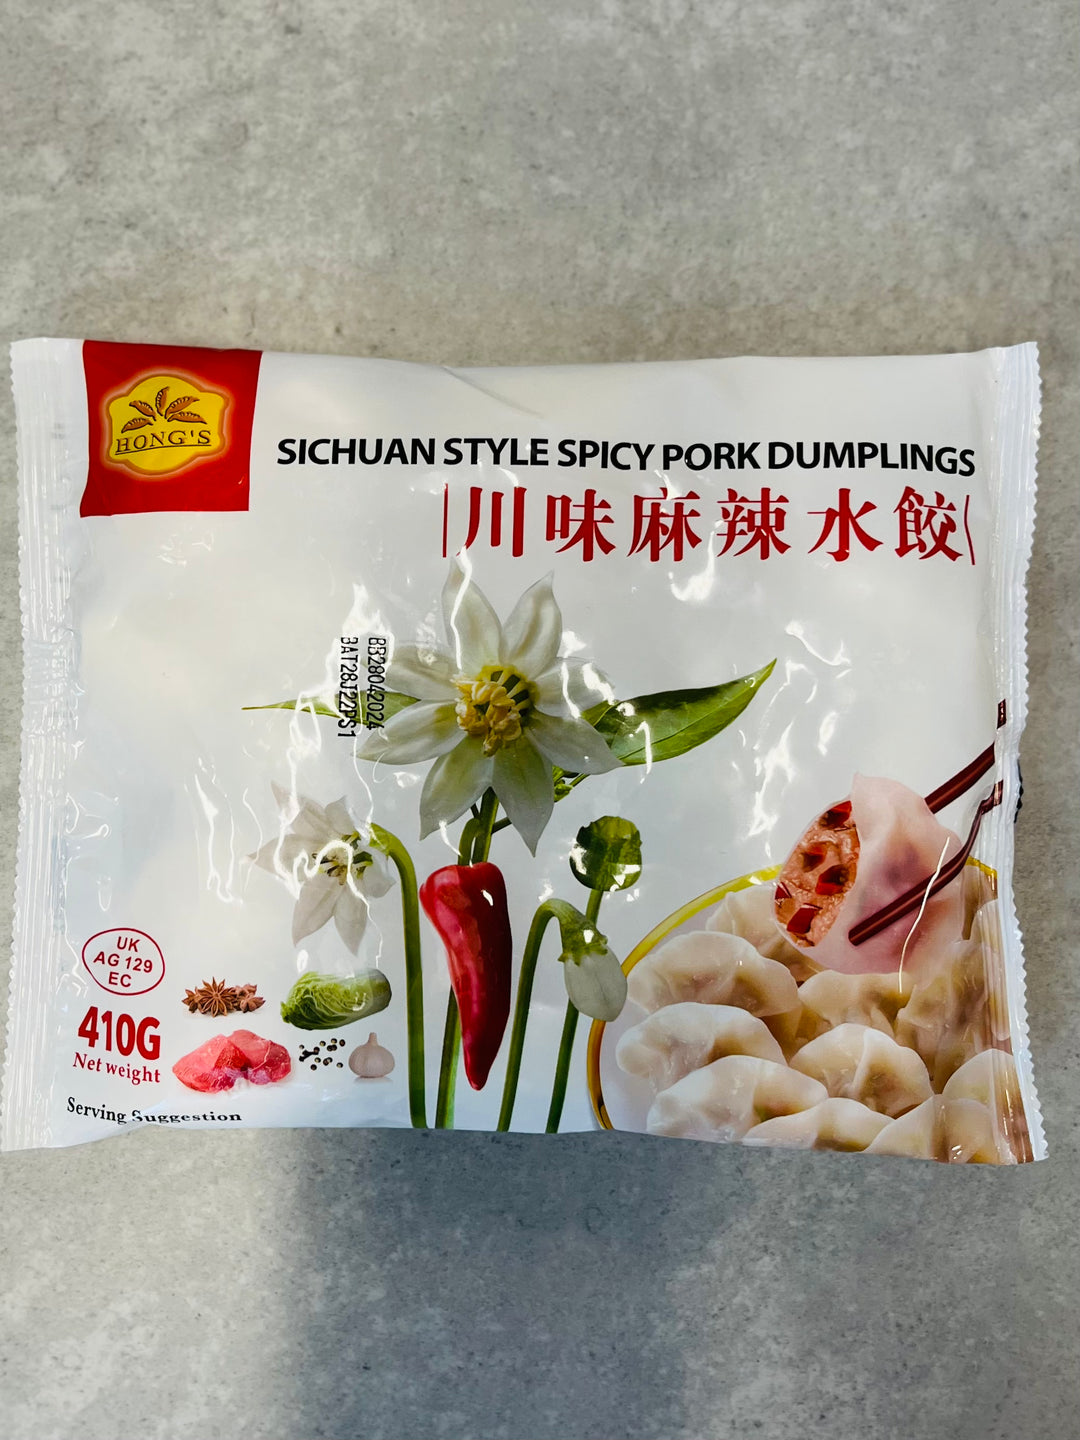 HONG'S
SICHUAN STYLE SPICY PORK DUMPLINGS
川味麻辣水餃
BB28042024
BAT28J22PS1
UK
AG 129
EC
410G
Net weight
Serving Suggestion